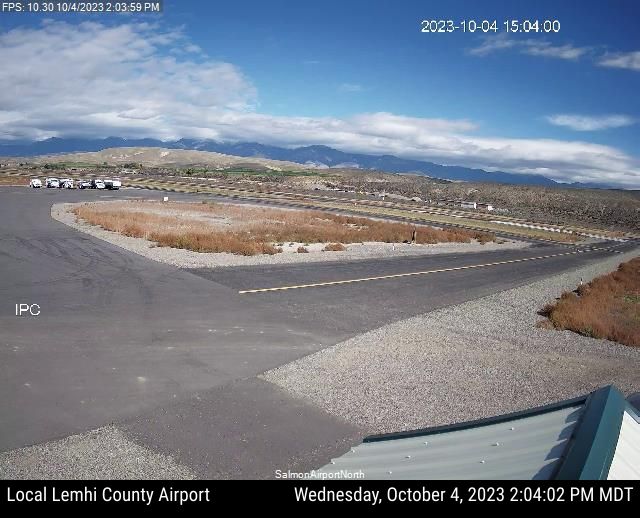 FPS: 10.30 10/4/2023 2:03:59 PM
2023-10-04 15:04:00
IPC
SalmonAirportNorth
Local Lemhi County Airport
Wednesday, October 4, 2023 2:04:02 PM MDT